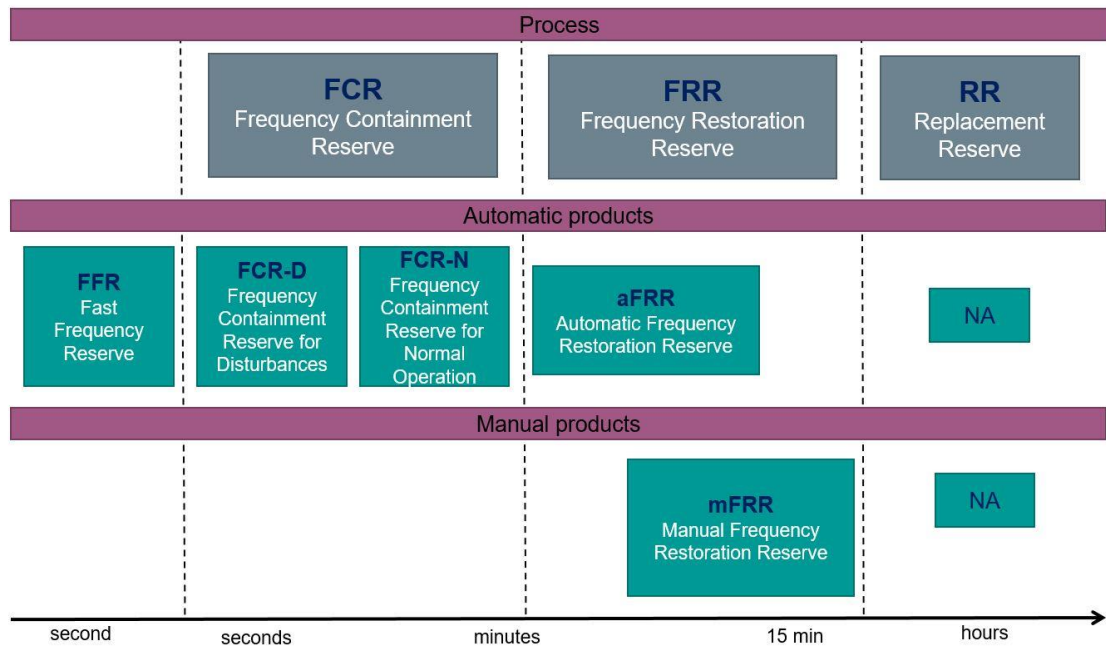 Process
FCR
Frequency Containment
Reserve
FRR
Frequency Restoration
Reserve
RR
Replacement
Reserve
Automatic products
FFR
Fast
Frequency
Reserve
FCR-D
Frequency
Containment
Reserve for
Disturbances
FCR-N
Frequency
Containment
Reserve for
Normal
Operation
aFRR
Automatic Frequency
Restoration Reserve
NA
Manual products
mFRR
Manual Frequency
Restoration Reserve
NA
second
seconds
minutes
15 min
hours